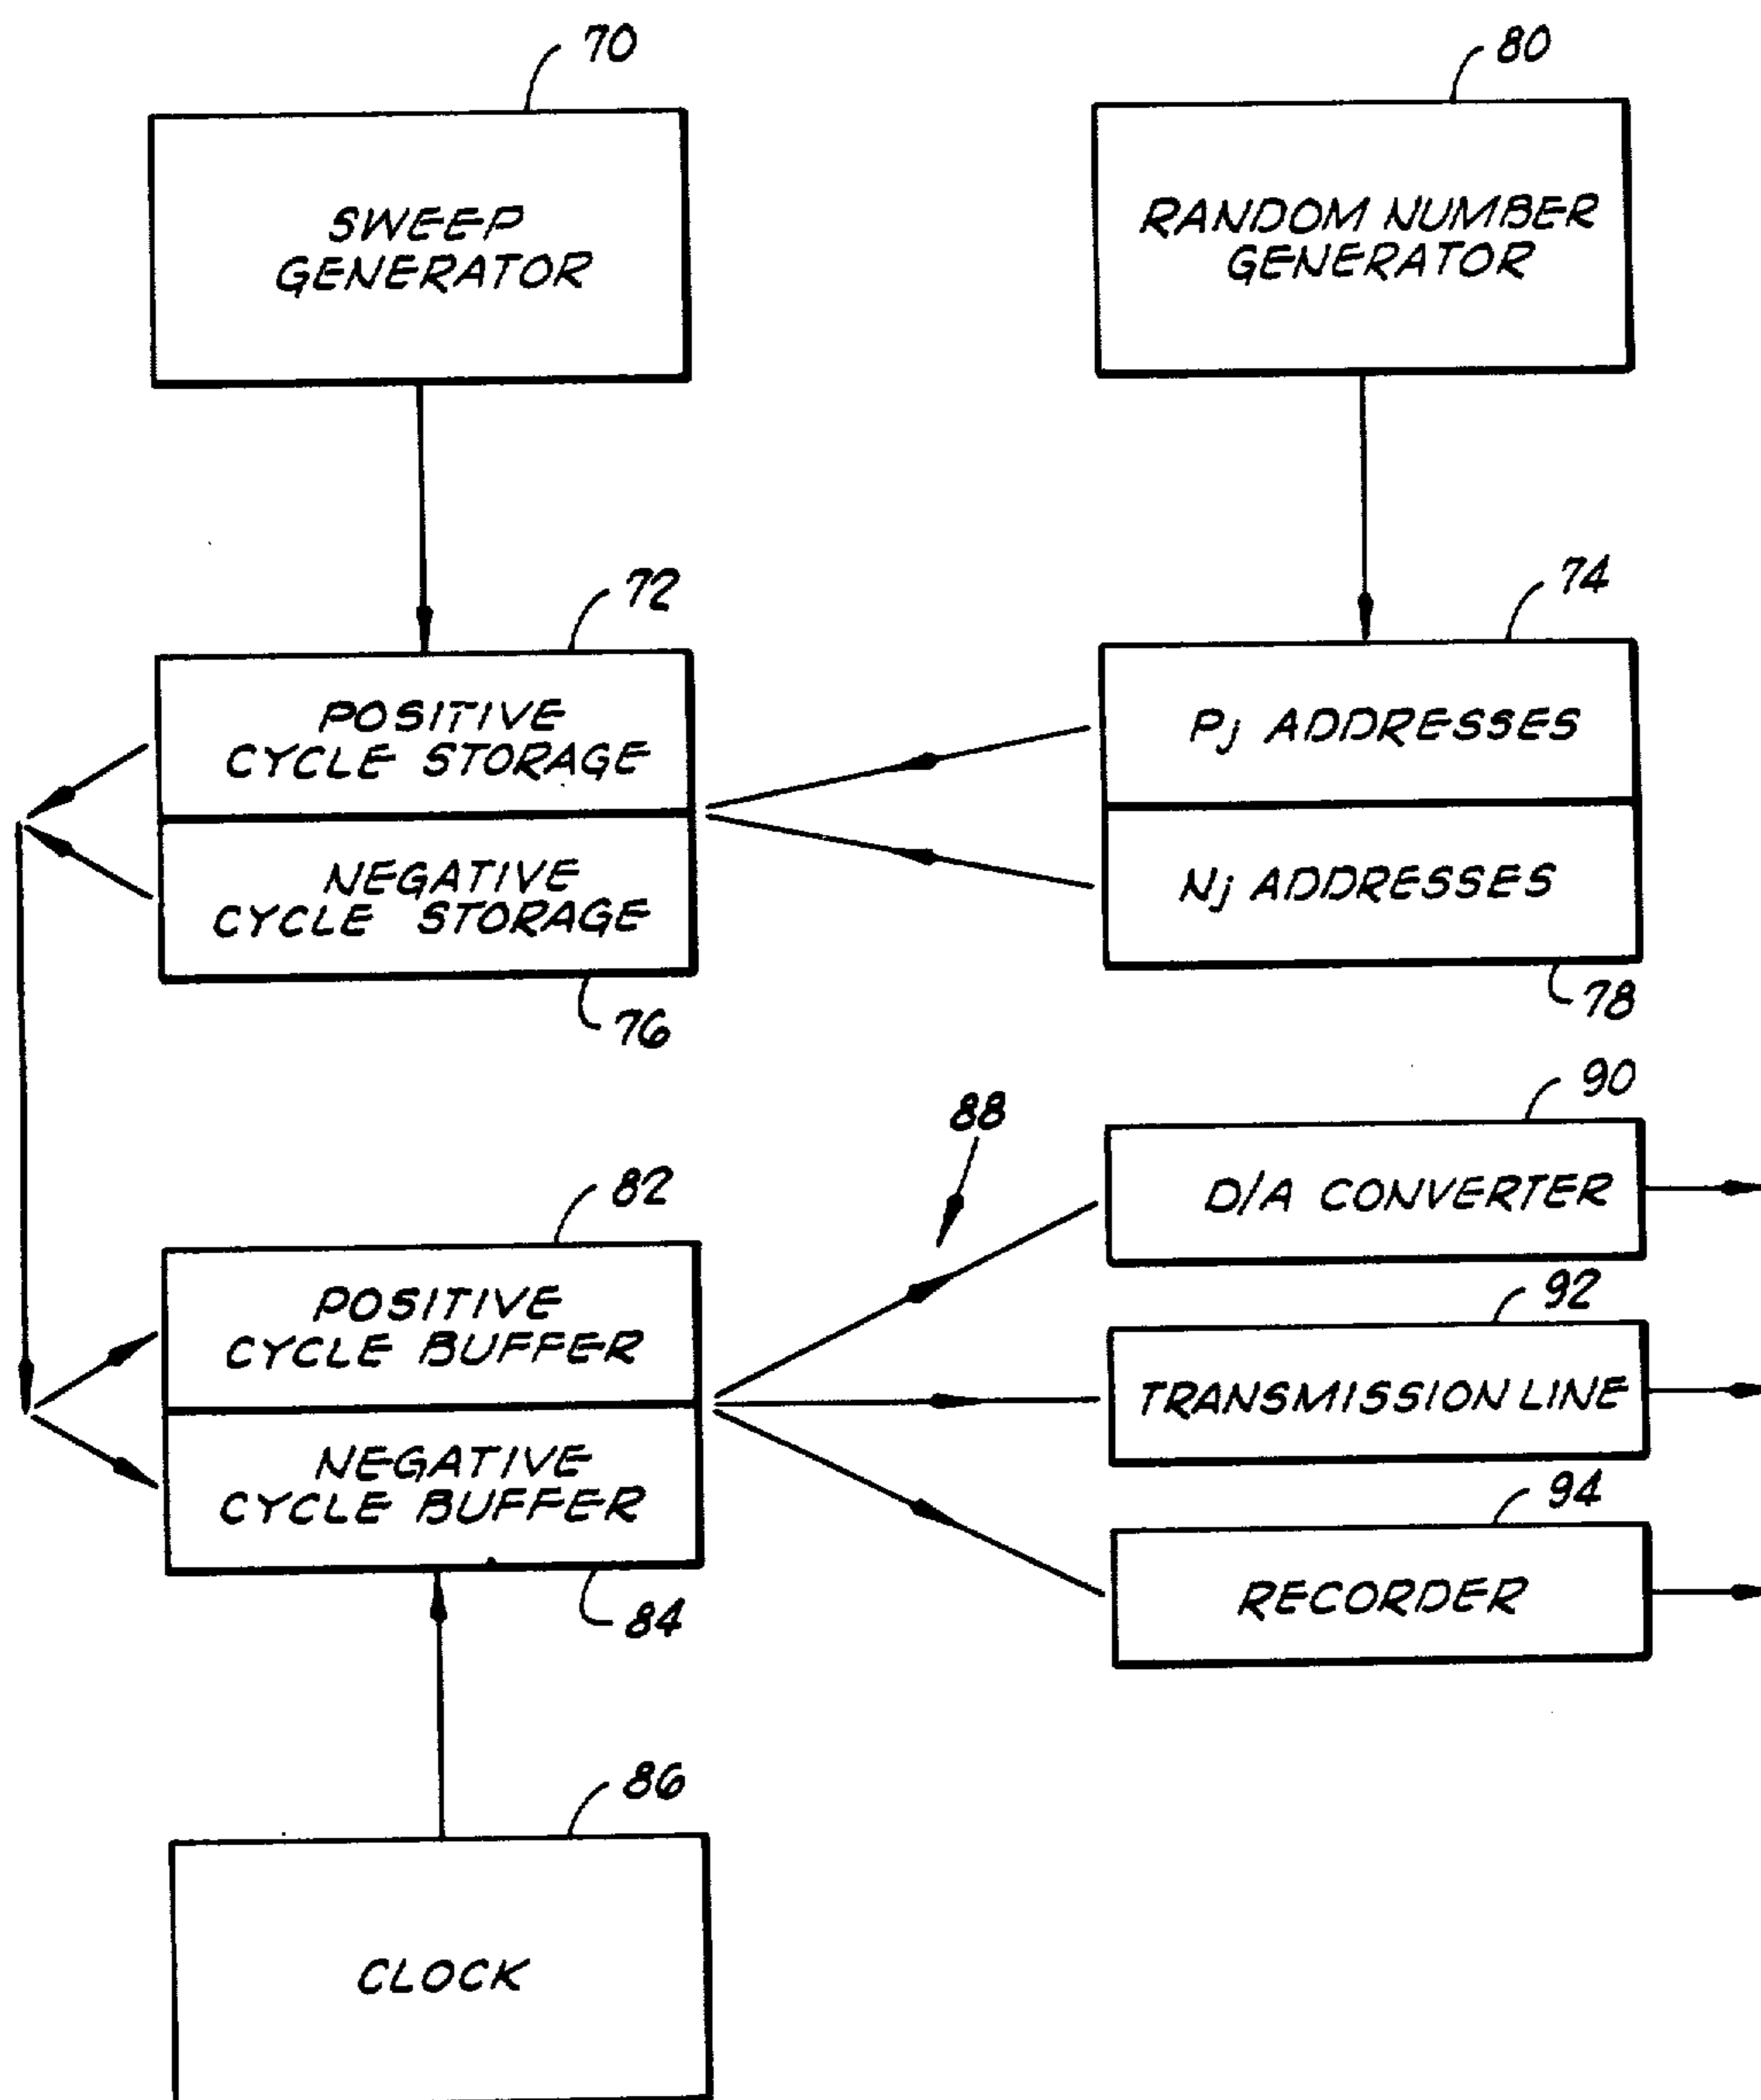 70
80
SWEEP
GENERATOR
RANDOM NUMBER
GENERATOR
72
74
POSITIVE
CYCLE STORAGE
Pj ADDRESSES
NEGATIVE
CYCLE STORAGE
Nj ADDRESSES
76
78
88
90
82
D/A CONVERTER
POSITIVE
CYCLE BUFFER
92
TRANSMISSION LINE
NEGATIVE
CYCLE BUFFER
94
84
RECORDER
86
CLOCK